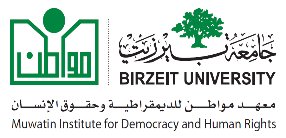 مواطن
جامعة بيرزيت
BIRZEIT UNIVERSITY
معهد مواطن للديمقراطية وحقوق الإنسان
Muwatin Institute for Democracy and Human Rights